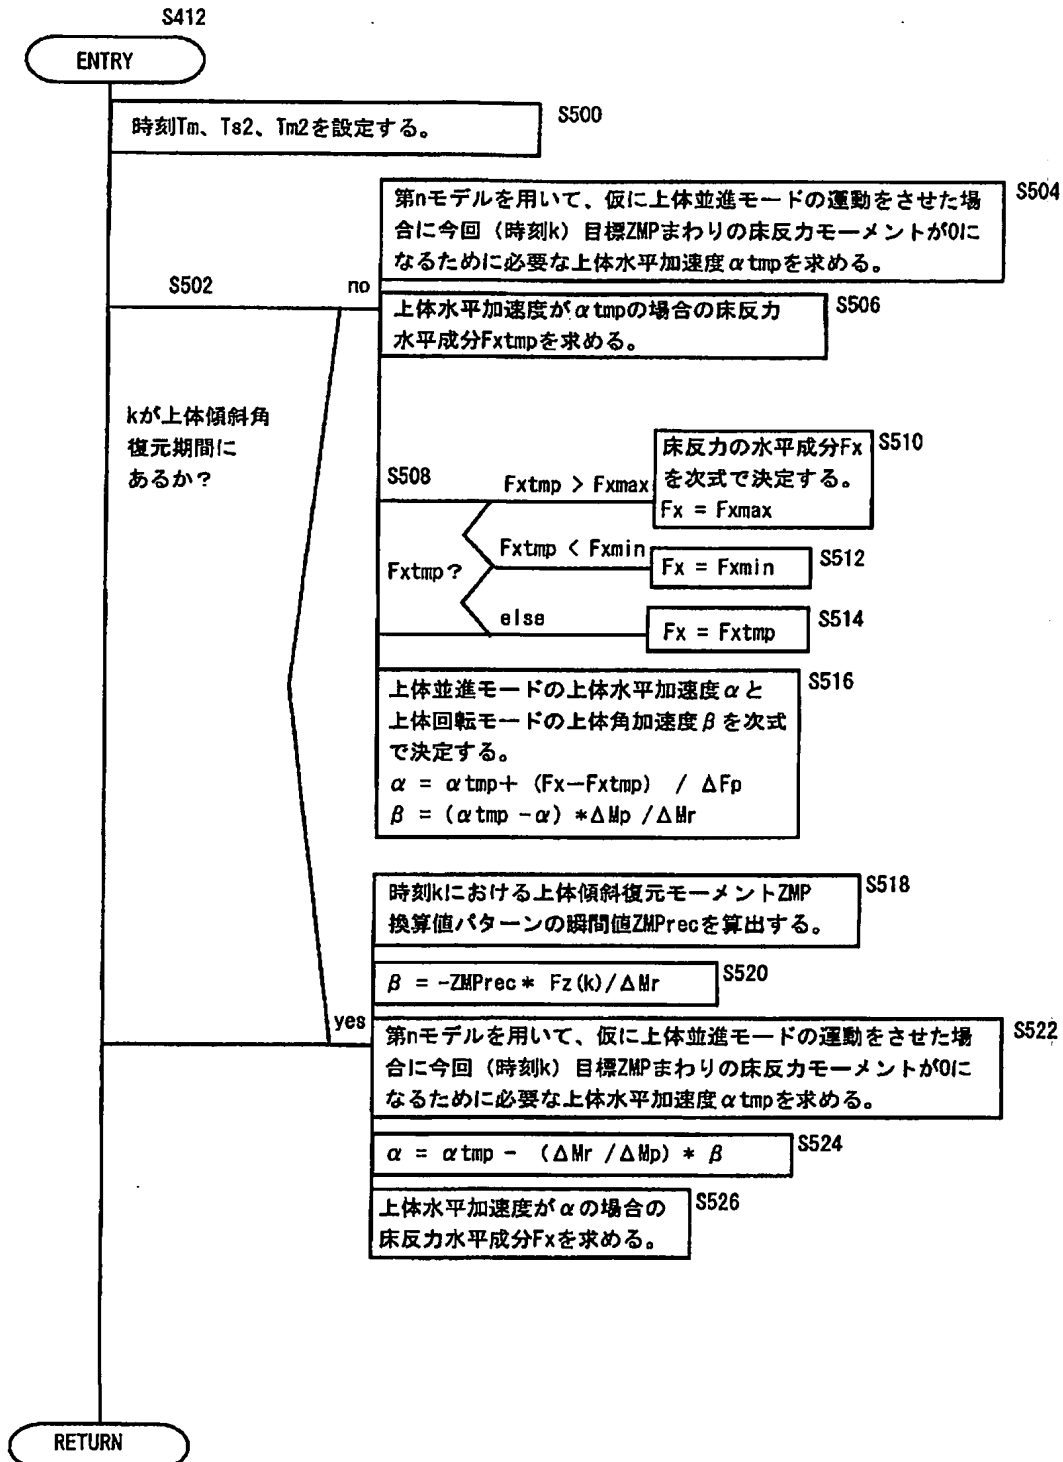 S412
ENTRY
S500
時刻Tm、Ts2、Tm2を設定する。
S504
第nモデルを用いて、仮に上体並進モードの運動をさせた場
合に今回（時刻k）目標ZMPまわりの床反力モーメントが0に
なるために必要な上体水平加速度αtmpを求める。
S502
no
S506
上体水平加速度がαtmpの場合の床反力
水平成分Fxtmpを求める。
kが上体傾斜角
復元期間に
あるか？
S508
Fxtmp > Fxmax
S510
床反力の水平成分Fx
を次式で決定する。
Fx = Fxmax
Fxtmp？
Fxtmp < Fxmin
S512
Fx = Fxmin
else
S514
Fx = Fxtmp
S516
上体並進モードの上体水平加速度αと
上体回転モードの上体角加速度βを次式
で決定する。
α = αtmp+ (Fx−Fxtmp) / ΔFp
β = (αtmp -α) *ΔMp /ΔMr
S518
時刻kにおける上体傾斜復元モーメントZMP
換算値パターンの瞬間値ZMPrecを算出する。
S520
β = -ZMPrec* Fz(k)/ΔMr
yes
S522
第nモデルを用いて、仮に上体並進モードの運動をさせた場
合に今回（時刻k）目標ZMPまわりの床反力モーメントが0に
なるために必要な上体水平加速度αtmpを求める。
S524
α = αtmp - (ΔMr /ΔMp) * β
S526
上体水平加速度がαの場合の
床反力水平成分Fxを求める。
RETURN